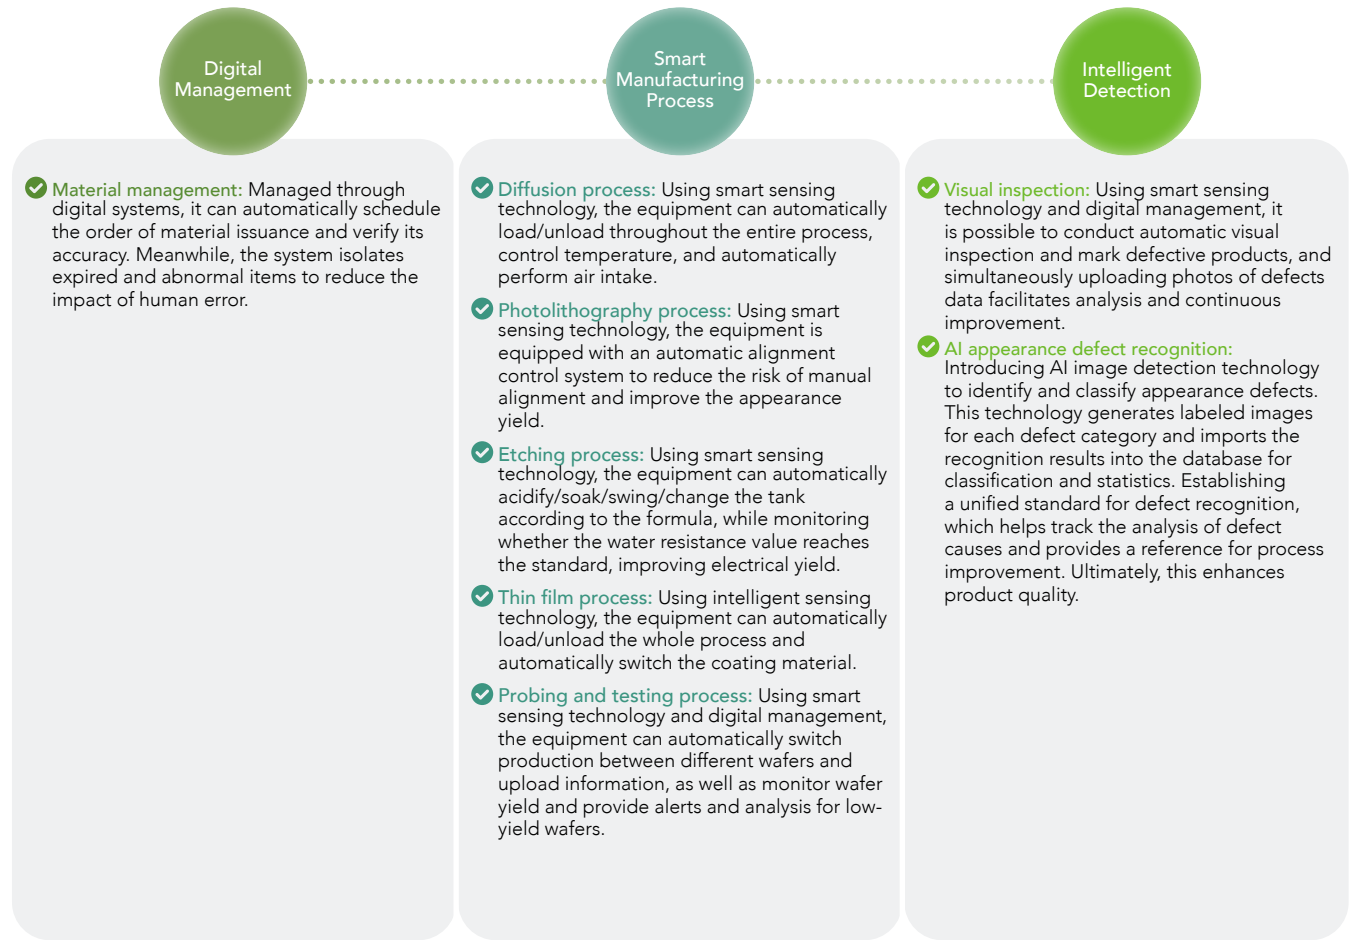 Digital
Management
Smart
Manufacturing
Process
Intelligent
Detection
Material management: Managed through
digital systems, it can automatically schedule
the order of material issuance and verify its
accuracy. Meanwhile, the system isolates
expired and abnormal items to reduce the
impact of human error.
Diffusion process: Using smart sensing
technology, the equipment can automatically
load/unload throughout the entire process,
control temperature, and automatically
perform air intake.
Photolithography process: Using smart
sensing technology, the equipment is
equipped with an automatic alignment
control system to reduce the risk of manual
alignment and improve the appearance
yield.
Etching process: Using smart sensing
technology, the equipment can automatically
acidify/soak/swing/change the tank
according to the formula, while monitoring
whether the water resistance value reaches
the standard, improving electrical yield.
Thin film process: Using intelligent sensing
technology, the equipment can automatically
load/unload the whole process and
automatically switch the coating material.
Probing and testing process: Using smart
sensing technology and digital management,
the equipment can automatically switch
production between different wafers and
upload information, as well as monitor wafer
yield and provide alerts and analysis for low-
yield wafers.
Visual inspection: Using smart sensing
technology and digital management, it
is possible to conduct automatic visual
inspection and mark defective products, and
simultaneously uploading photos of defects
data facilitates analysis and continuous
improvement.
AI appearance defect recognition:
Introducing AI image detection technology
to identify and classify appearance defects.
This technology generates labeled images
for each defect category and imports the
recognition results into the database for
classification and statistics. Establishing
a unified standard for defect recognition,
which helps track the analysis of defect
causes and provides a reference for process
improvement. Ultimately, this enhances
product quality.